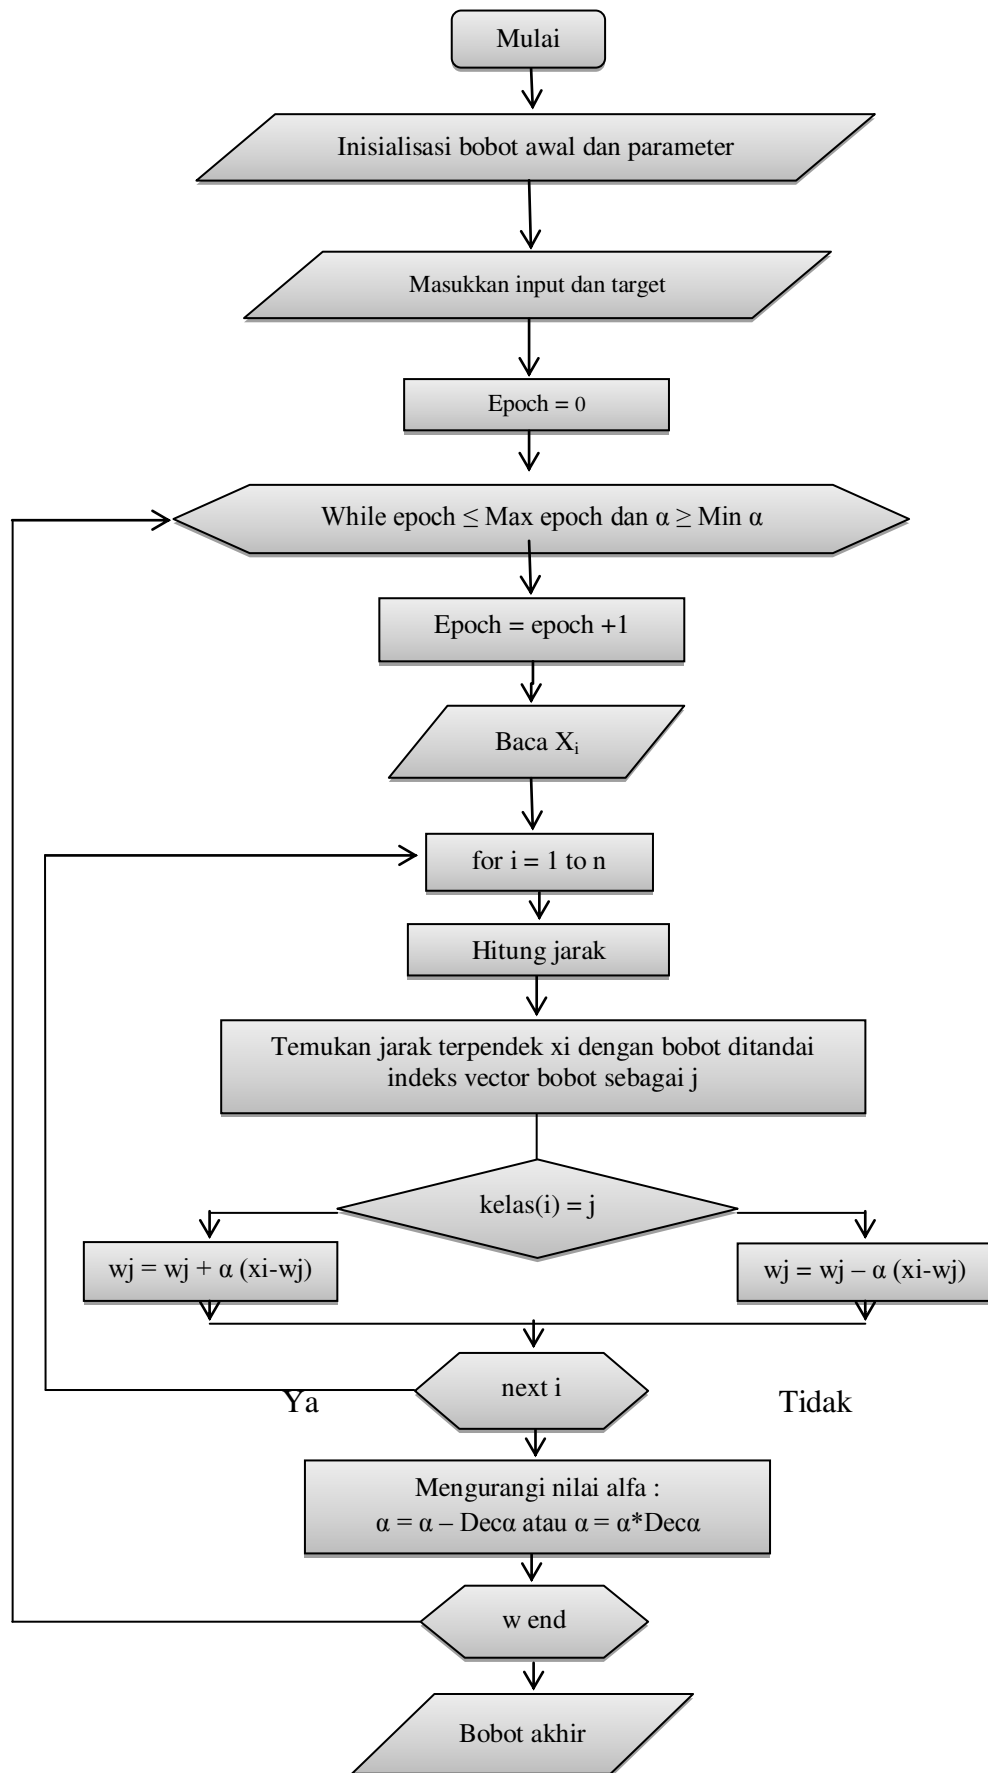 Mulai
Inisialisasi bobot awal dan parameter
Masukkan input dan target
Epoch = 0
While epoch ≤ Max epoch dan α ≥ Min α
Epoch = epoch +1
Baca Xᵢ
for i = 1 to n
Hitung jarak
Temukan jarak terpendek xi dengan bobot ditandai
indeks vector bobot sebagai j
kelas(i) = j
wj = wj + α (xi-wj)
wj = wj – α (xi-wj)
next i
Ya
Tidak
Mengurangi nilai alfa :
α = α – Decα atau α = α*Decα
w end
Bobot akhir